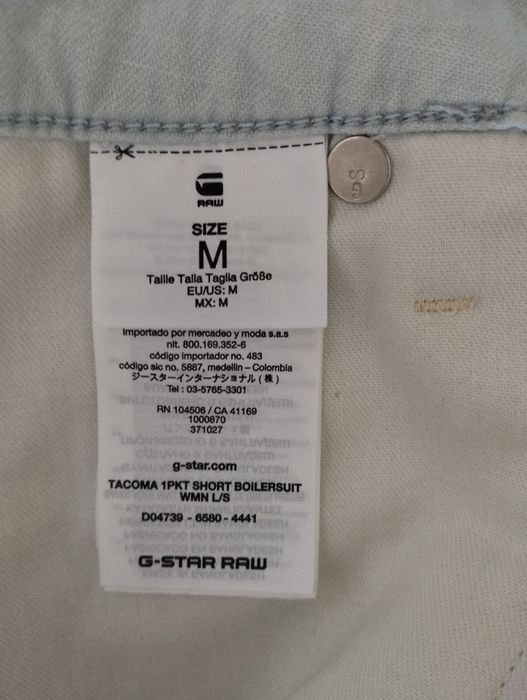 RAW
SIZE
M
Taille Talla Taglia Größe
EU/US: M
MX: M
Importado por mercadeo y moda s.a.s
nit. 800.169.352-6
código importador no. 483
código sic no. 5887, medellin – Colombia
ジースターインターナショナル (株)
Tel : 03-5765-3301
RN 104506 / CA 41169
1000870
371027
g-star.com
TACOMA 1PKT SHORT BOILERSUIT
WMN L/S
D04739 - 6580 - 4441
G-STAR RAW
GS